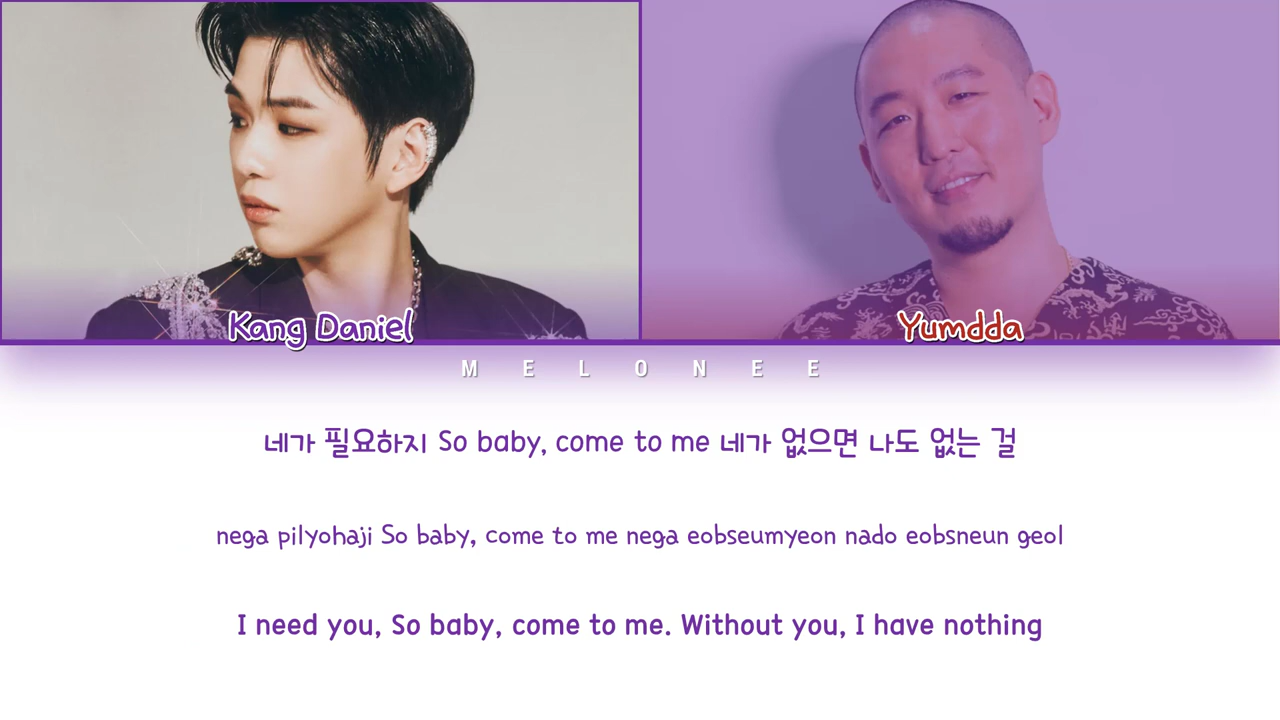 Kang Daniel
Yumdda
M E L O N E E
네가 필요하지 So baby, come to me 네가 없으면 나도 없는 걸
nega pilyohaji So baby, come to me nega eobseumyeon nado eobsneun geol
I need you, So baby, come to me. Without you, I have nothing